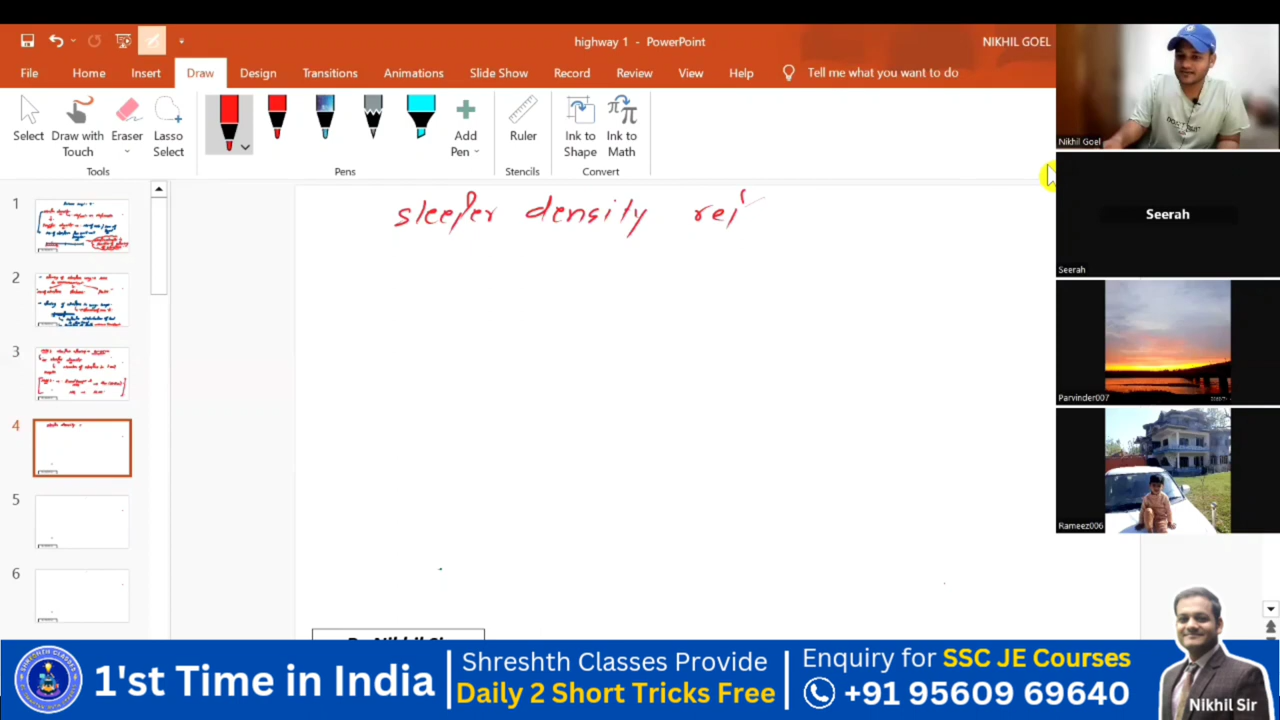 highway 1 - PowerPoint
NIKHIL GOEL
File Home Insert Draw Design Transitions Animations Slide Show Record Review View Help Tell me what you want to do
Select
Draw with Touch
Eraser
Lasso Select
Add Pen
Ruler
Ink to Shape
Ink to Math
Tools
Pens
Stencils
Convert
1
2
3
4
5
6
sleeper density
Nikhil Goel
Seerah
Seerah
Parvinder007
Rameez006
SHRESHTH CLASSES
1'st Time in India
Shreshth Classes Provide
Daily 2 Short Tricks Free
Enquiry for SSC JE Courses
+91 95609 69640
Nikhil Sir